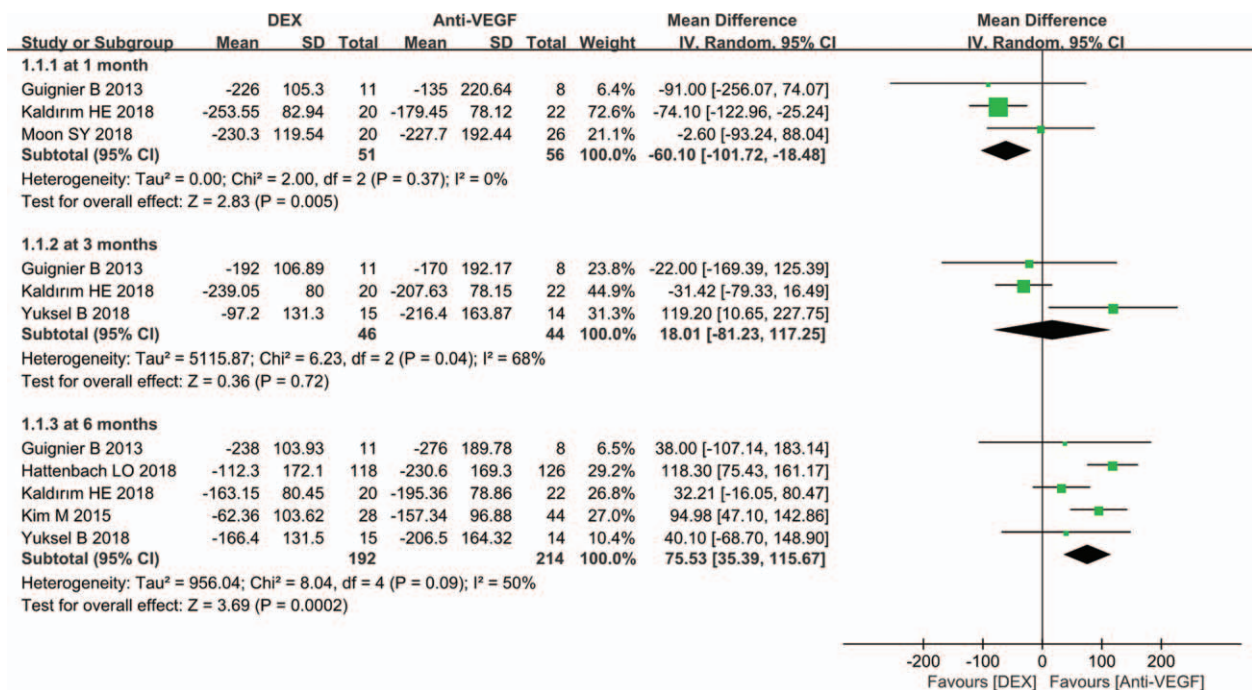 DEX Anti-VEGF Mean Difference Mean Difference
Study or Subgroup Mean SD Total Mean SD Total Weight IV. Random. 95% CI IV. Random. 95% CI
1.1.1 at 1 month
Guignier B 2013 -226 105.3 11 -135 220.64 8 6.4% -91.00 [-256.07, 74.07]
Kaldırım HE 2018 -253.55 82.94 20 -179.45 78.12 22 72.6% -74.10 [-122.96, -25.24]
Moon SY 2018 -230.3 119.54 20 -227.7 192.44 26 21.1% -2.60 [-93.24, 88.04]
Subtotal (95% CI) 51 56 100.0% -60.10 [-101.72, -18.48]
Heterogeneity: Tau² = 0.00; Chi² = 2.00, df = 2 (P = 0.37); I² = 0%
Test for overall effect: Z = 2.83 (P = 0.005)
1.1.2 at 3 months
Guignier B 2013 -192 106.89 11 -170 192.17 8 23.8% -22.00 [-169.39, 125.39]
Kaldırım HE 2018 -239.05 80 20 -207.63 78.15 22 44.9% -31.42 [-79.33, 16.49]
Yuksel B 2018 -97.2 131.3 15 -216.4 163.87 14 31.3% 119.20 [10.65, 227.75]
Subtotal (95% CI) 46 44 100.0% 18.01 [-81.23, 117.25]
Heterogeneity: Tau² = 5115.87; Chi² = 6.23, df = 2 (P = 0.04); I² = 68%
Test for overall effect: Z = 0.36 (P = 0.72)
1.1.3 at 6 months
Guignier B 2013 -238 103.93 11 -276 189.78 8 6.5% 38.00 [-107.14, 183.14]
Hattenbach LO 2018 -112.3 172.1 118 -230.6 169.3 126 29.2% 118.30 [75.43, 161.17]
Kaldırım HE 2018 -163.15 80.45 20 -195.36 78.86 22 26.8% 32.21 [-16.05, 80.47]
Kim M 2015 -62.36 103.62 28 -157.34 96.88 44 27.0% 94.98 [47.10, 142.86]
Yuksel B 2018 -166.4 131.5 15 -206.5 164.32 14 10.4% 40.10 [-68.70, 148.90]
Subtotal (95% CI) 192 214 100.0% 75.53 [35.39, 115.67]
Heterogeneity: Tau² = 956.04; Chi² = 8.04, df = 4 (P = 0.09); I² = 50%
Test for overall effect: Z = 3.69 (P = 0.0002)
-200 -100 0 100 200
Favours [DEX] Favours [Anti-VEGF]